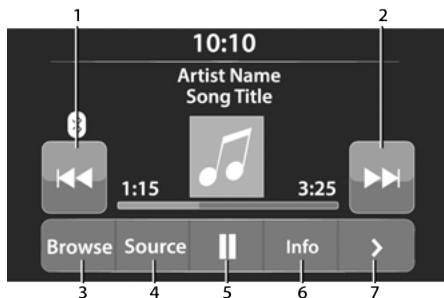 1
2
10:10
Artist Name
Song Title
1:15
3:25
Browse
Source
Info
3
4
5
6
7